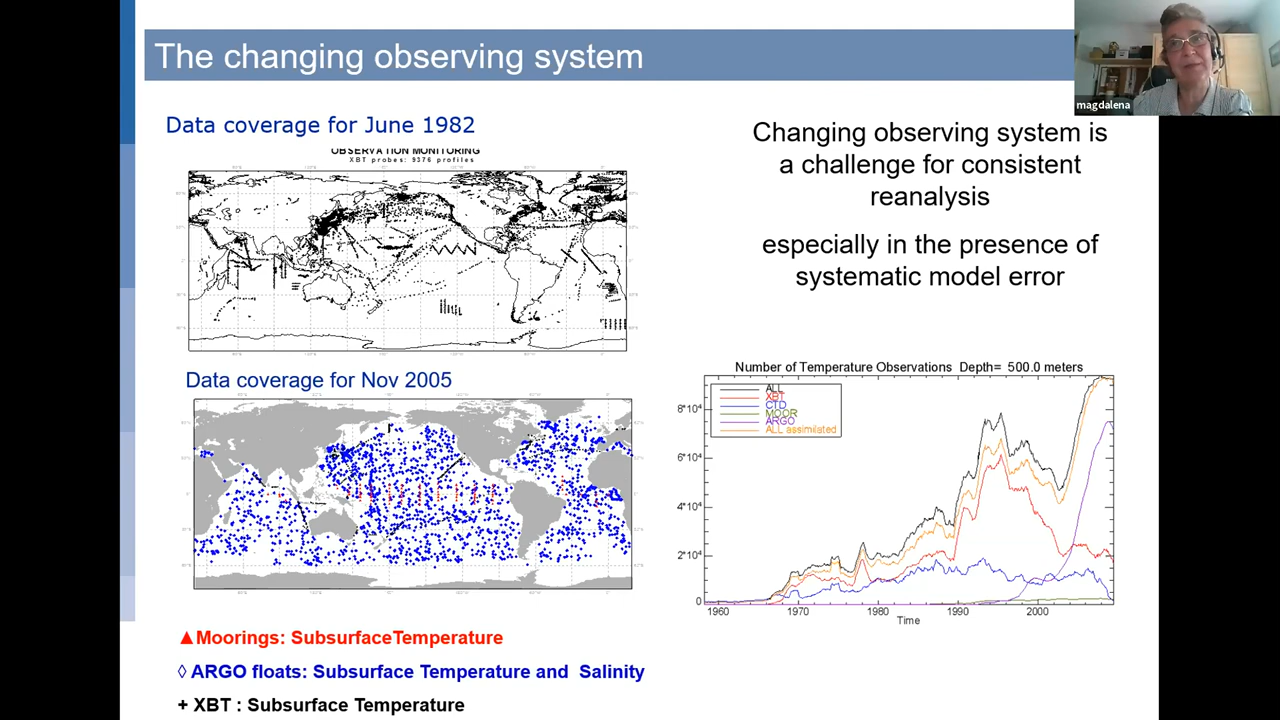 The changing observing system
magdalena
Data coverage for June 1982
OBSERVATION MONITORING
XBT probes: 9376 profiles
Changing observing system is
a challenge for consistent
reanalysis
especially in the presence of
systematic model error
Data coverage for Nov 2005
Number of Temperature Observations Depth= 500.0 meters
ALL
XBT
CTD
MOOR
ARGO
ALL assimilated
8*10⁴
6*10⁴
4*10⁴
2*10⁴
0
1960 1970 1980 1990 2000
Time
▲Moorings: SubsurfaceTemperature
◊ ARGO floats: Subsurface Temperature and Salinity
+ XBT : Subsurface Temperature